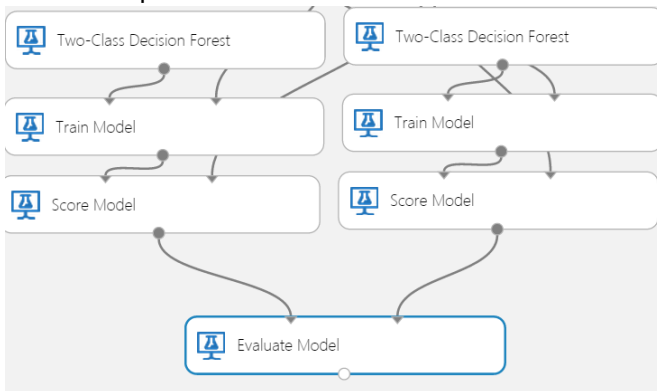 Two-Class Decision Forest
Two-Class Decision Forest
Train Model
Train Model
Score Model
Score Model
Evaluate Model